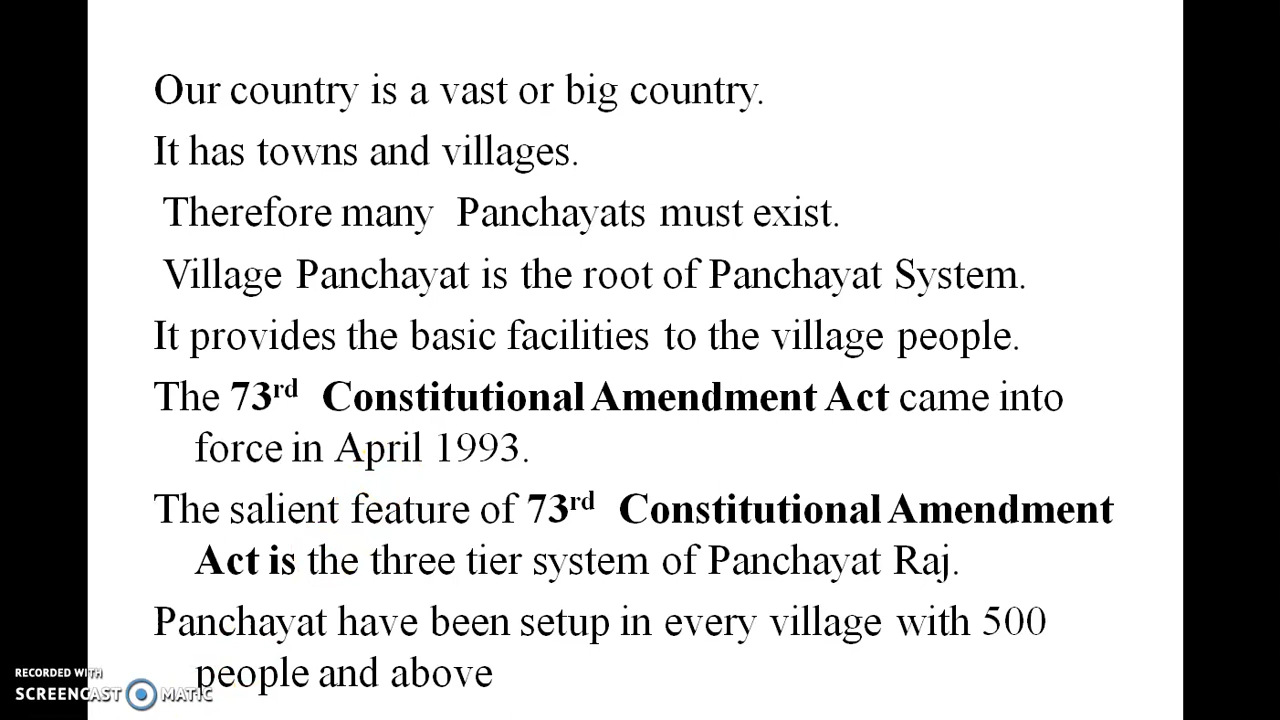 Our country is a vast or big country.
It has towns and villages.
Therefore many Panchayats must exist.
Village Panchayat is the root of Panchayat System.
It provides the basic facilities to the village people.
The 73rd Constitutional Amendment Act came into
force in April 1993.
The salient feature of 73rd Constitutional Amendment
Act is the three tier system of Panchayat Raj.
Panchayat have been setup in every village with 500
people and above
RECORDED WITH
SCREENCAST MATIC